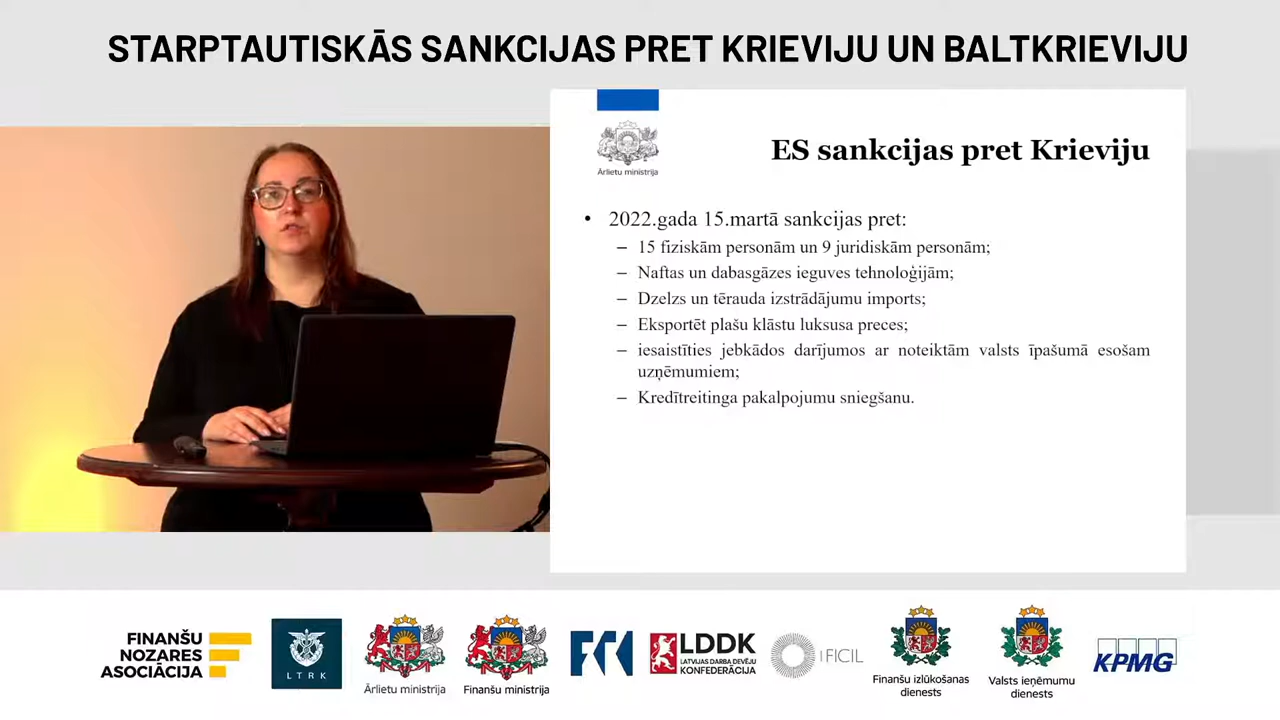 STARPTAUTISKĀS SANKCIJAS PRET KRIEVIJU UN BALTKRIEVIJU
Ārlietu ministrija
ES sankcijas pret Krieviju
• 2022.gada 15.martā sankcijas pret:
– 15 fiziskām personām un 9 juridiskām personām;
– Naftas un dabasgāzes ieguves tehnoloģijām;
– Dzelzs un tērauda izstrādājumu imports;
– Eksportēt plašu klāstu luksusa preces;
– iesaistīties jebkādos darījumos ar noteiktām valsts īpašumā esošam
uzņēmumiem;
– Kredītreitinga pakalpojumu sniegšanu.
FINANŠU
NOZARES
ASOCIĀCIJA
LTRK
Ārlietu ministrija
Finanšu ministrija
LDDK
LATVIJAS DARBA DEVĒJU
KONFEDERĀCIJA
FICIL
Finanšu izlūkošanas
dienests
Valsts ieņēmumu
dienests
KPMG